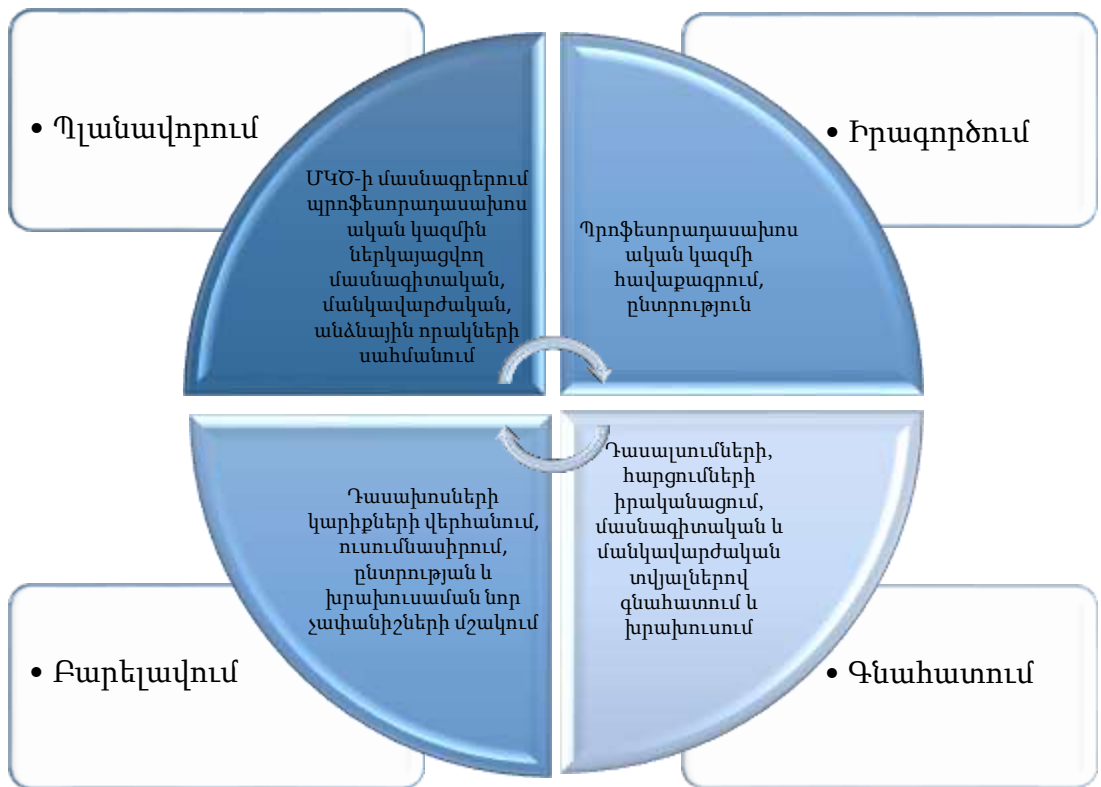 • Պլանավորում
ՄԿԾ-ի մասնագրերում
պրոֆեսորադասախոս
ական կազմին
ներկայացվող
մասնագիտական,
մանկավարժական,
անձնային որակների
սահմանում
• Իրագործում
Պրոֆեսորադասախոս
ական կազմի
հավաքագրում,
ընտրություն
Դասալսումների,
հարցումների
իրականացում,
մասնագիտական և
մանկավարժական
տվյալներով
գնահատում և
խրախուսում
• Գնահատում
Դասախոսների
կարիքների վերհանում,
ուսումնասիրում,
ընտրության և
խրախուսաման նոր
չափանիշների մշակում
• Բարելավում